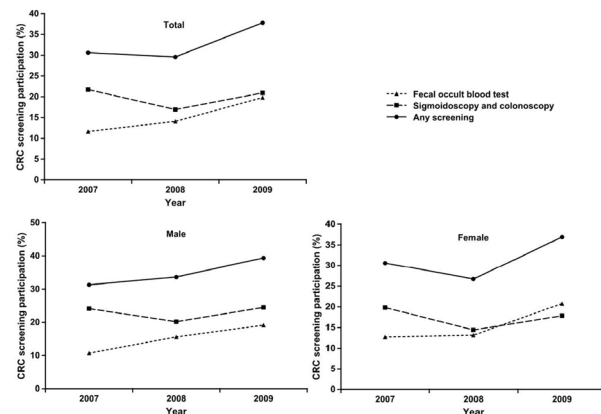 Total
CRC screening participation (%)
40
35
30
25
20
15
10
5
0
2007 2008 2009
Year
Fecal occult blood test
Sigmoidoscopy and colonoscopy
Any screening
Male
CRC screening participation (%)
50
40
30
20
10
0
2007 2008 2009
Year
Female
CRC screening participation (%)
40
35
30
25
20
15
10
5
0
2007 2008 2009
Year